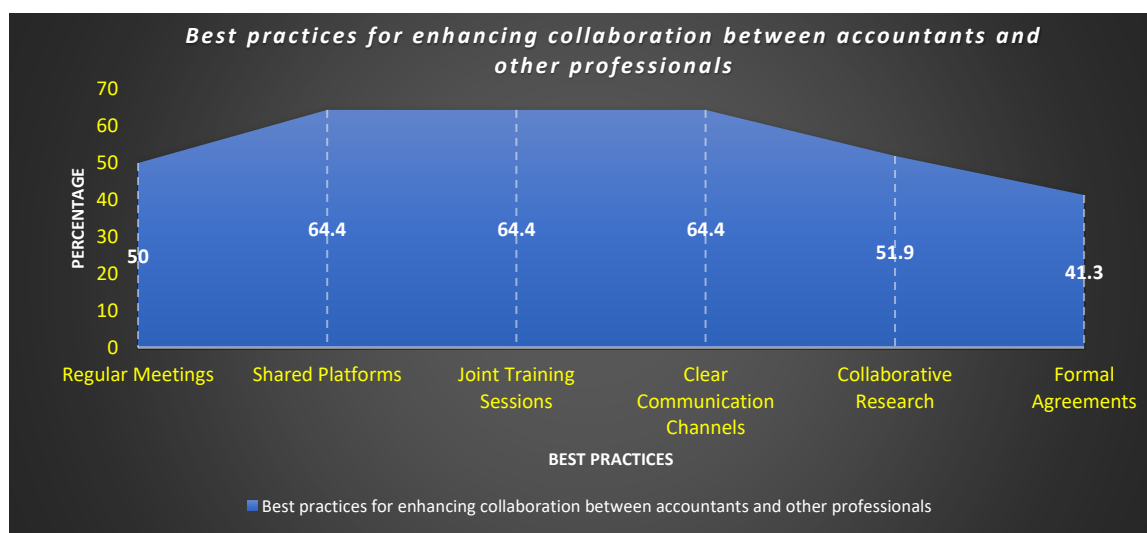 Best practices for enhancing collaboration between accountants and
other professionals
70
60
50
40
30
20
10
0
PERCENTAGE
50
64.4
64.4
64.4
51.9
41.3
Regular Meetings
Shared Platforms
Joint Training
Sessions
Clear
Communication
Channels
Collaborative
Research
Formal
Agreements
BEST PRACTICES
Best practices for enhancing collaboration between accountants and other professionals